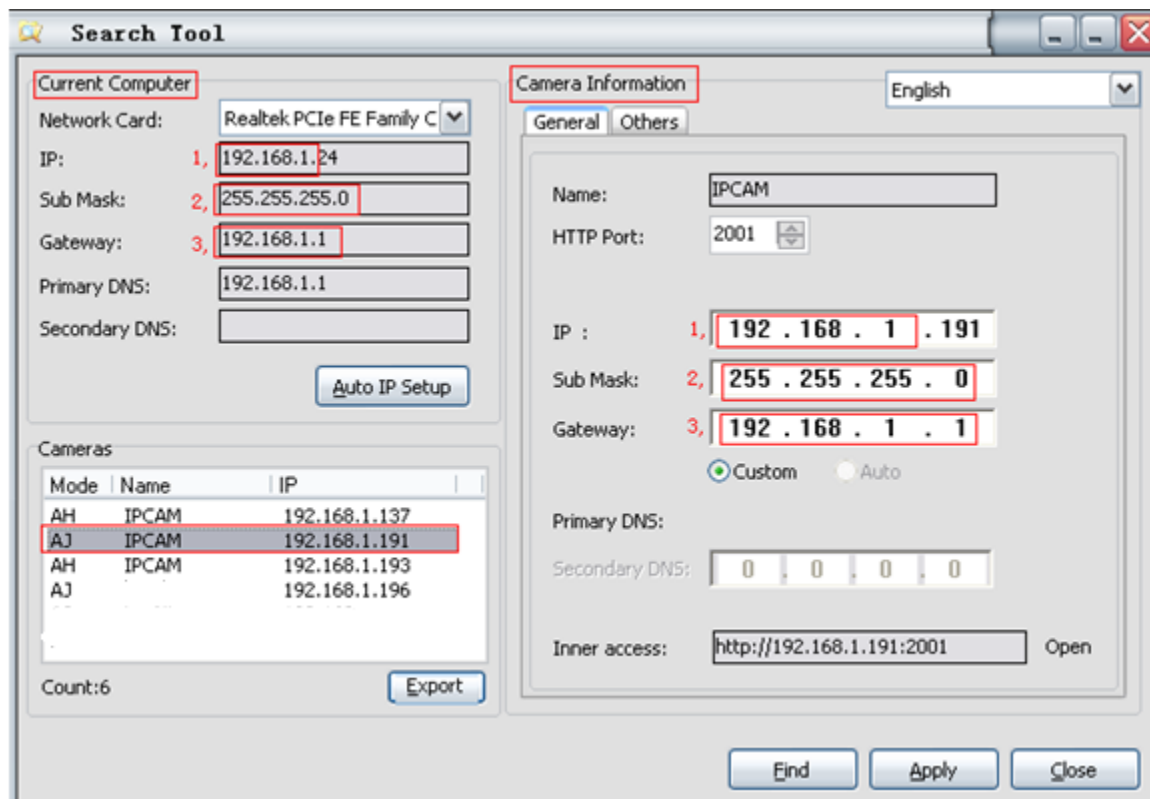 Search Tool
Current Computer
Network Card: Realtek PCIe FE Family C
IP: 1, 192.168.1.24
Sub Mask: 2, 255.255.255.0
Gateway: 3, 192.168.1.1
Primary DNS: 192.168.1.1
Secondary DNS:
Auto IP Setup
Cameras
Mode Name IP
AH IPCAM 192.168.1.137
AJ IPCAM 192.168.1.191
AH IPCAM 192.168.1.193
AJ 192.168.1.196
Count:6
Export
Camera Information
English
General Others
Name: IPCAM
HTTP Port: 2001
IP : 1, 192 . 168 . 1 . 191
Sub Mask: 2, 255 . 255 . 255 . 0
Gateway: 3, 192 . 168 . 1 . 1
Custom Auto
Primary DNS:
Secondary DNS: 0 . 0 . 0 . 0
Inner access: http://192.168.1.191:2001 Open
Find Apply Close